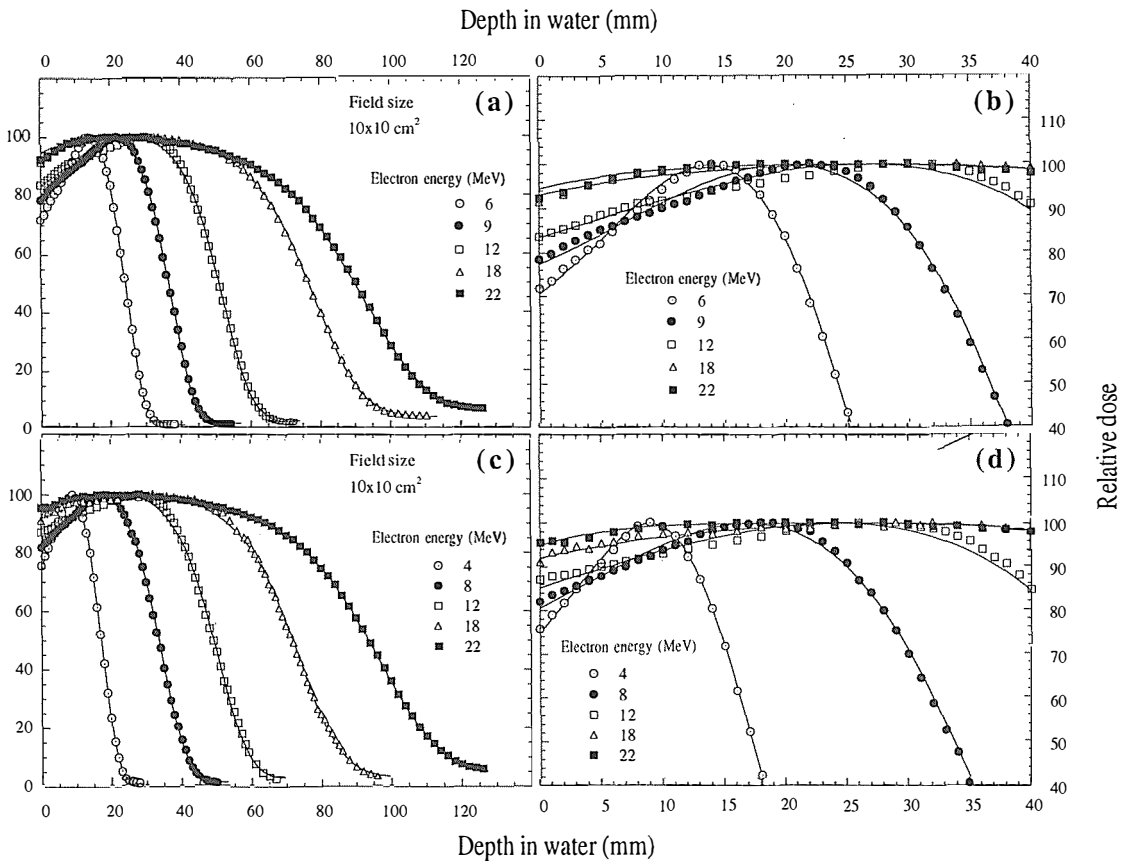 Depth in water (mm)
0 20 40 60 80 100 120
0 5 10 15 20 25 30 35 40
(a)
Field size
10x10 cm²
Electron energy (MeV)
6
9
12
18
22
100
80
60
40
20
0
(b)
Electron energy (MeV)
6
9
12
18
22
110
100
90
80
70
60
50
40
(c)
Field size
10x10 cm²
Electron energy (MeV)
4
8
12
18
22
100
80
60
40
20
0
(d)
Electron energy (MeV)
4
8
12
18
22
110
100
90
80
70
60
50
40
Relative dose
0 20 40 60 80 100 120
0 5 10 15 20 25 30 35 40
Depth in water (mm)